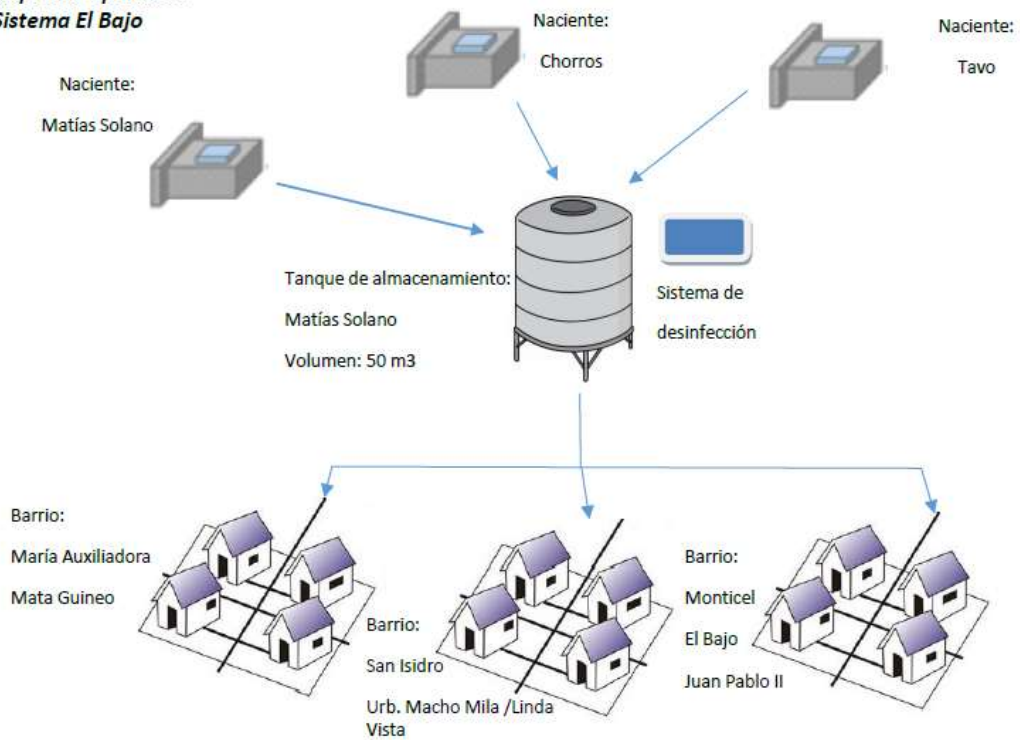 Sistema El Bajo
Naciente:
Chorros
Naciente:
Tavo
Naciente:
Matías Solano
Tanque de almacenamiento:
Matías Solano
Volumen: 50 m3
Sistema de
desinfección
Barrio:
María Auxiliadora
Mata Guineo
Barrio:
San Isidro
Urb. Macho Mila /Linda
Vista
Barrio:
Monticel
El Bajo
Juan Pablo II